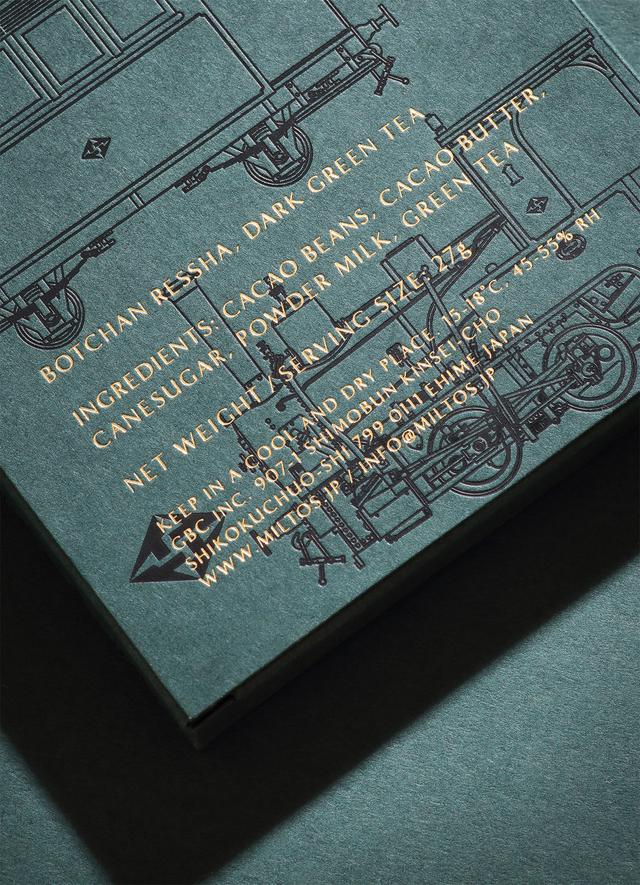 BOTCHAN RESSHA, DARK GREEN TEA
INGREDIENTS: CACAO BEANS, CACAO BUTTER,
CANESUGAR, POWDER MILK, GREEN TEA
NET WEIGHT / SERVING SIZE: 27g
KEEP IN A COOL AND DRY PLACE. 15-18°C. 45-55% RH
CBC INC. 907-1 SHIMOBUN KINSEI-CHO
SHIKOKUCHUO-SHI 799-0111 EHIME JAPAN
WWW.MILTOS.JP / INFO@MILTOS.JP
1